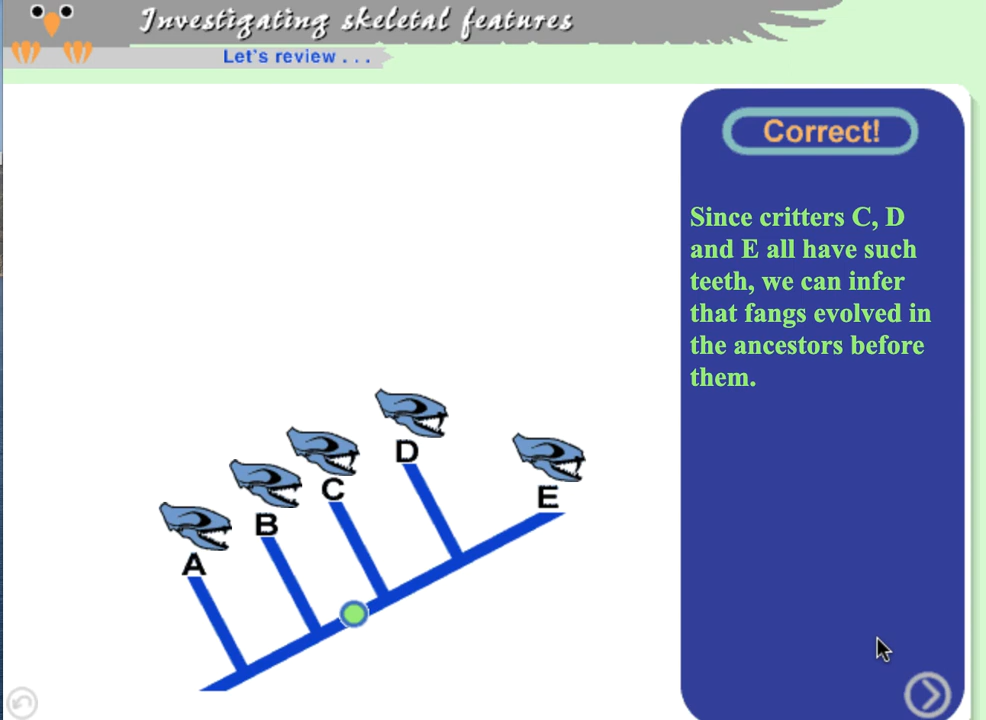 Investigating skeletal features
Let's review . . .
Correct!
Since critters C, D
and E all have such
teeth, we can infer
that fangs evolved in
the ancestors before
them.
D
C
E
B
A